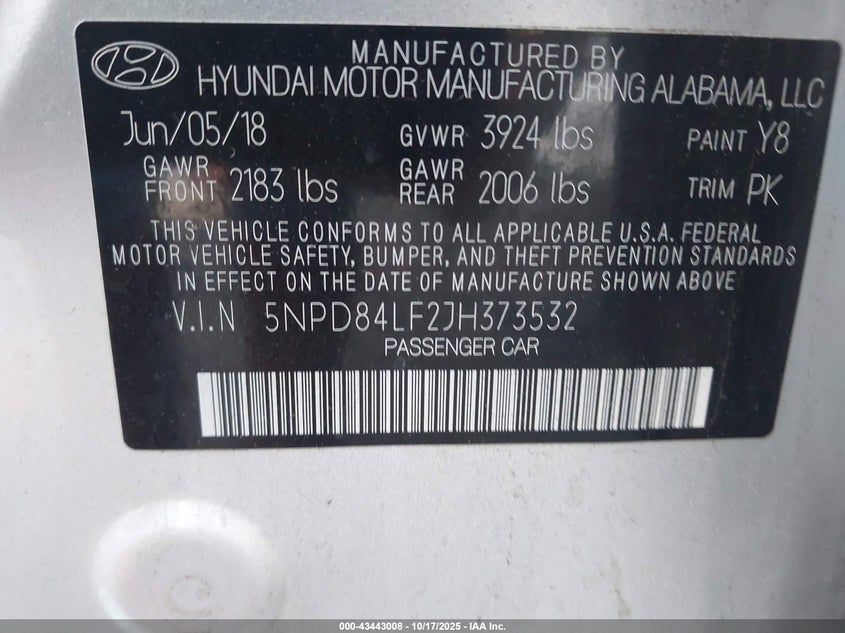 MANUFACTURED BY
HYUNDAI MOTOR MANUFACTURING ALABAMA, LLC
Jun/05/18 GVWR 3924 lbs PAINT Y8
GAWR FRONT 2183 lbs GAWR REAR 2006 lbs TRIM PK
THIS VEHICLE CONFORMS TO ALL APPLICABLE U.S.A. FEDERAL
MOTOR VEHICLE SAFETY, BUMPER, AND THEFT PREVENTION STANDARDS
IN EFFECT ON THE DATE OF MANUFACTURE SHOWN ABOVE
V.I.N 5NPD84LF2JH373532
PASSENGER CAR
000-43443008 - 10/17/2025 - IAA Inc.